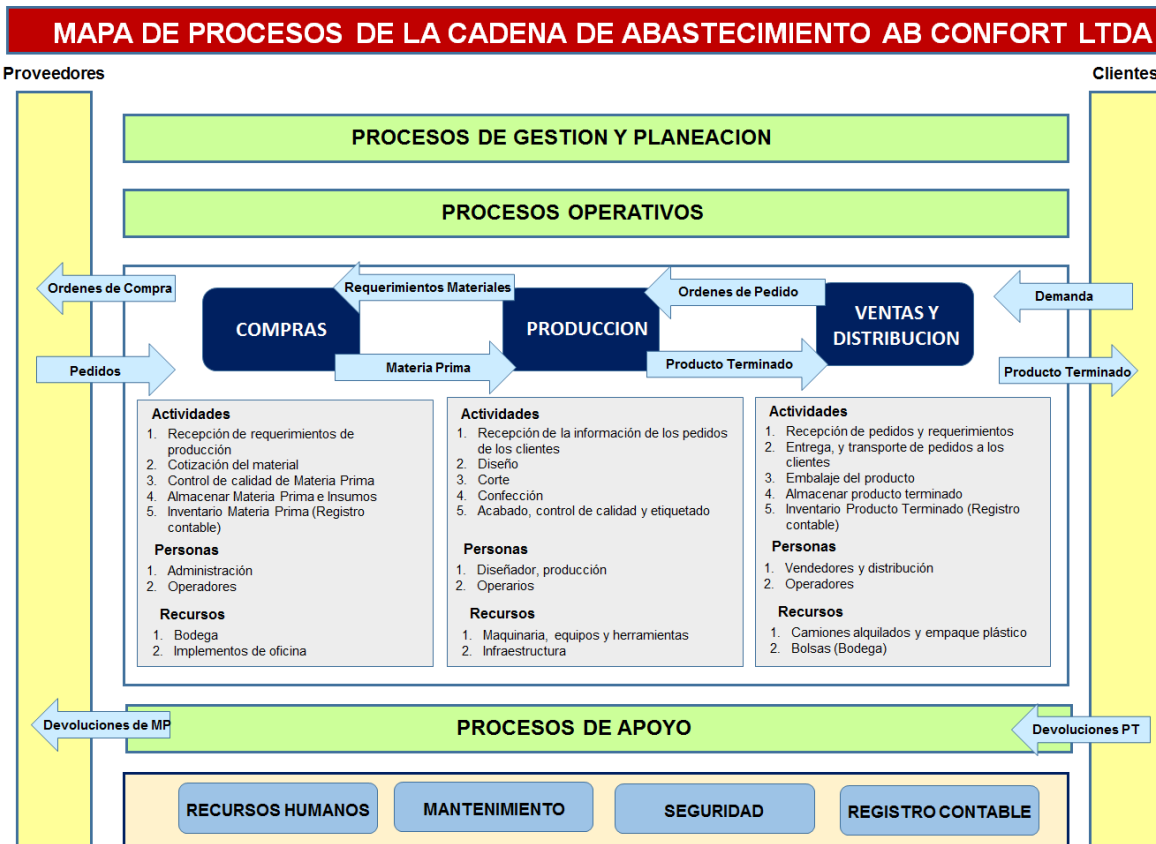 MAPA DE PROCESOS DE LA CADENA DE ABASTECIMIENTO AB CONFORT LTDA
Proveedores
Clientes
PROCESOS DE GESTION Y PLANEACION
PROCESOS OPERATIVOS
Ordenes de Compra
Requerimientos Materiales
Ordenes de Pedido
Demanda
COMPRAS
PRODUCCION
VENTAS Y
DISTRIBUCION
Pedidos
Materia Prima
Producto Terminado
Producto Terminado
Actividades
1. Recepción de requerimientos de
producción
2. Cotización del material
3. Control de calidad de Materia Prima
4. Almacenar Materia Prima e Insumos
5. Inventario Materia Prima (Registro
contable)
Personas
1. Administración
2. Operadores
Recursos
1. Bodega
2. Implementos de oficina
Actividades
1. Recepción de la información de los pedidos
de los clientes
2. Diseño
3. Corte
4. Confección
5. Acabado, control de calidad y etiquetado
Personas
1. Diseñador, producción
2. Operarios
Recursos
1. Maquinaria, equipos y herramientas
2. Infraestructura
Actividades
1. Recepción de pedidos y requerimientos
2. Entrega, y transporte de pedidos a los
clientes
3. Embalaje del producto
4. Almacenar producto terminado
5. Inventario Producto Terminado (Registro
contable)
Personas
1. Vendedores y distribución
2. Operadores
Recursos
1. Camiones alquilados y empaque plástico
2. Bolsas (Bodega)
Devoluciones de MP
PROCESOS DE APOYO
Devoluciones PT
RECURSOS HUMANOS
MANTENIMIENTO
SEGURIDAD
REGISTRO CONTABLE